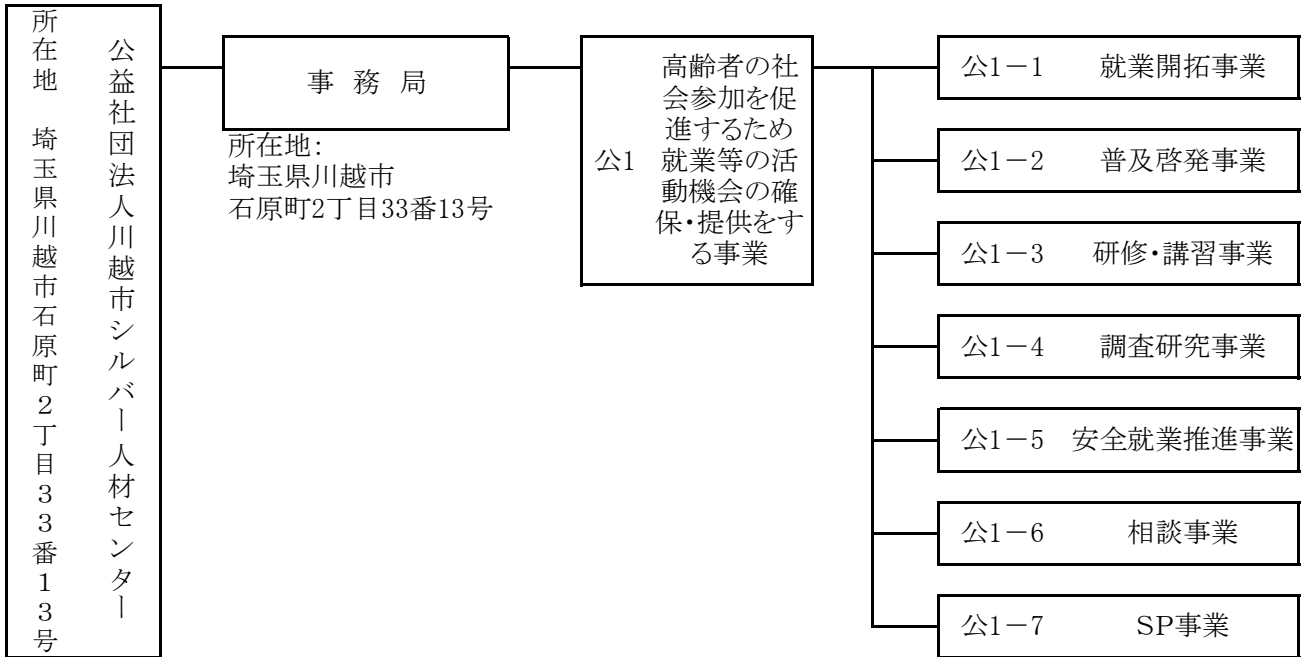 公益社団法人川越市シルバー人材センター
所在地 埼玉県川越市石原町2丁目33番13号
事務局
所在地:
埼玉県川越市
石原町2丁目33番13号
公1
高齢者の社
会参加を促
進するため
就業等の活
動機会の確
保・提供をす
る事業
公1-1 就業開拓事業
公1-2 普及啓発事業
公1-3 研修・講習事業
公1-4 調査研究事業
公1-5 安全就業推進事業
公1-6 相談事業
公1-7 SP事業